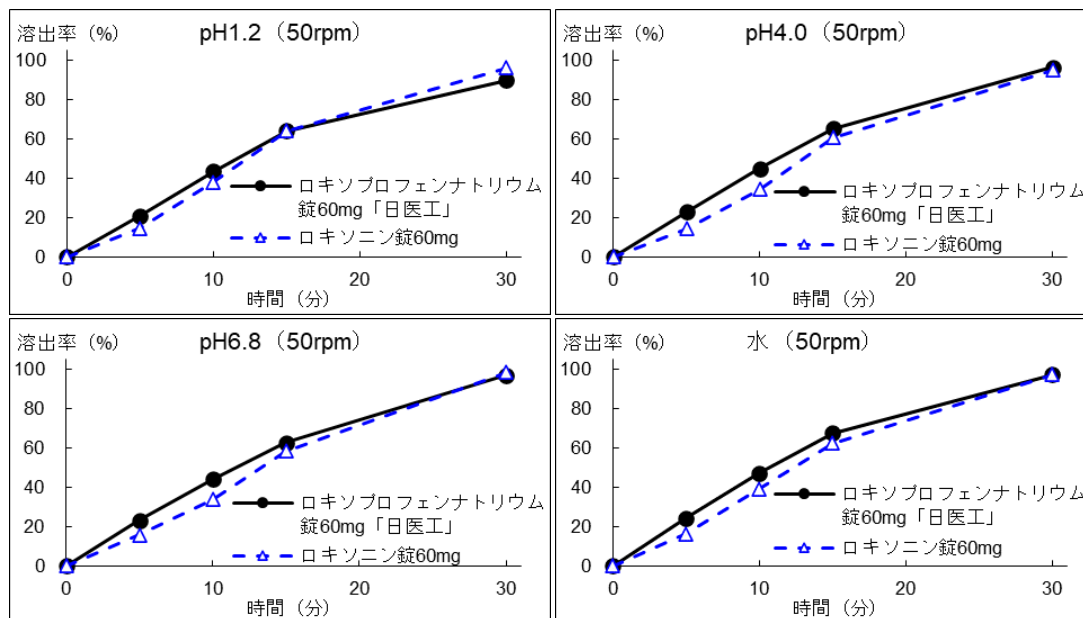 溶出率（%）
pH1.2（50rpm）
100
80
60
40
20
0
ロキソプロフェンナトリウム
錠60mg「日医工」
ロキソニン錠60mg
0
10
20
30
時間（分）
溶出率（%）
pH4.0（50rpm）
100
80
60
40
20
0
ロキソプロフェンナトリウム
錠60mg「日医工」
ロキソニン錠60mg
0
10
20
30
時間（分）
溶出率（%）
pH6.8（50rpm）
100
80
60
40
20
0
ロキソプロフェンナトリウム
錠60mg「日医工」
ロキソニン錠60mg
0
10
20
30
時間（分）
溶出率（%）
水（50rpm）
100
80
60
40
20
0
ロキソプロフェンナトリウム
錠60mg「日医工」
ロキソニン錠60mg
0
10
20
30
時間（分）